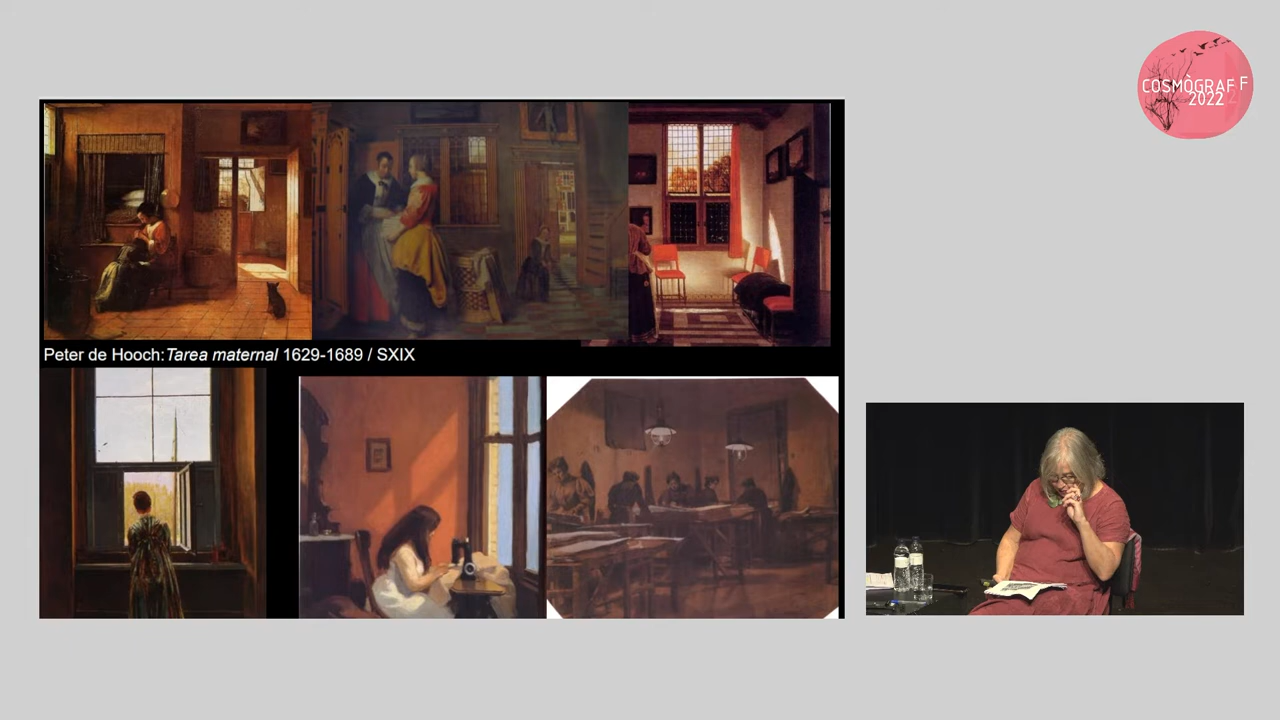 COSMÒGRAF F
2022
Peter de Hooch: Tarea maternal 1629-1689 / SXIX